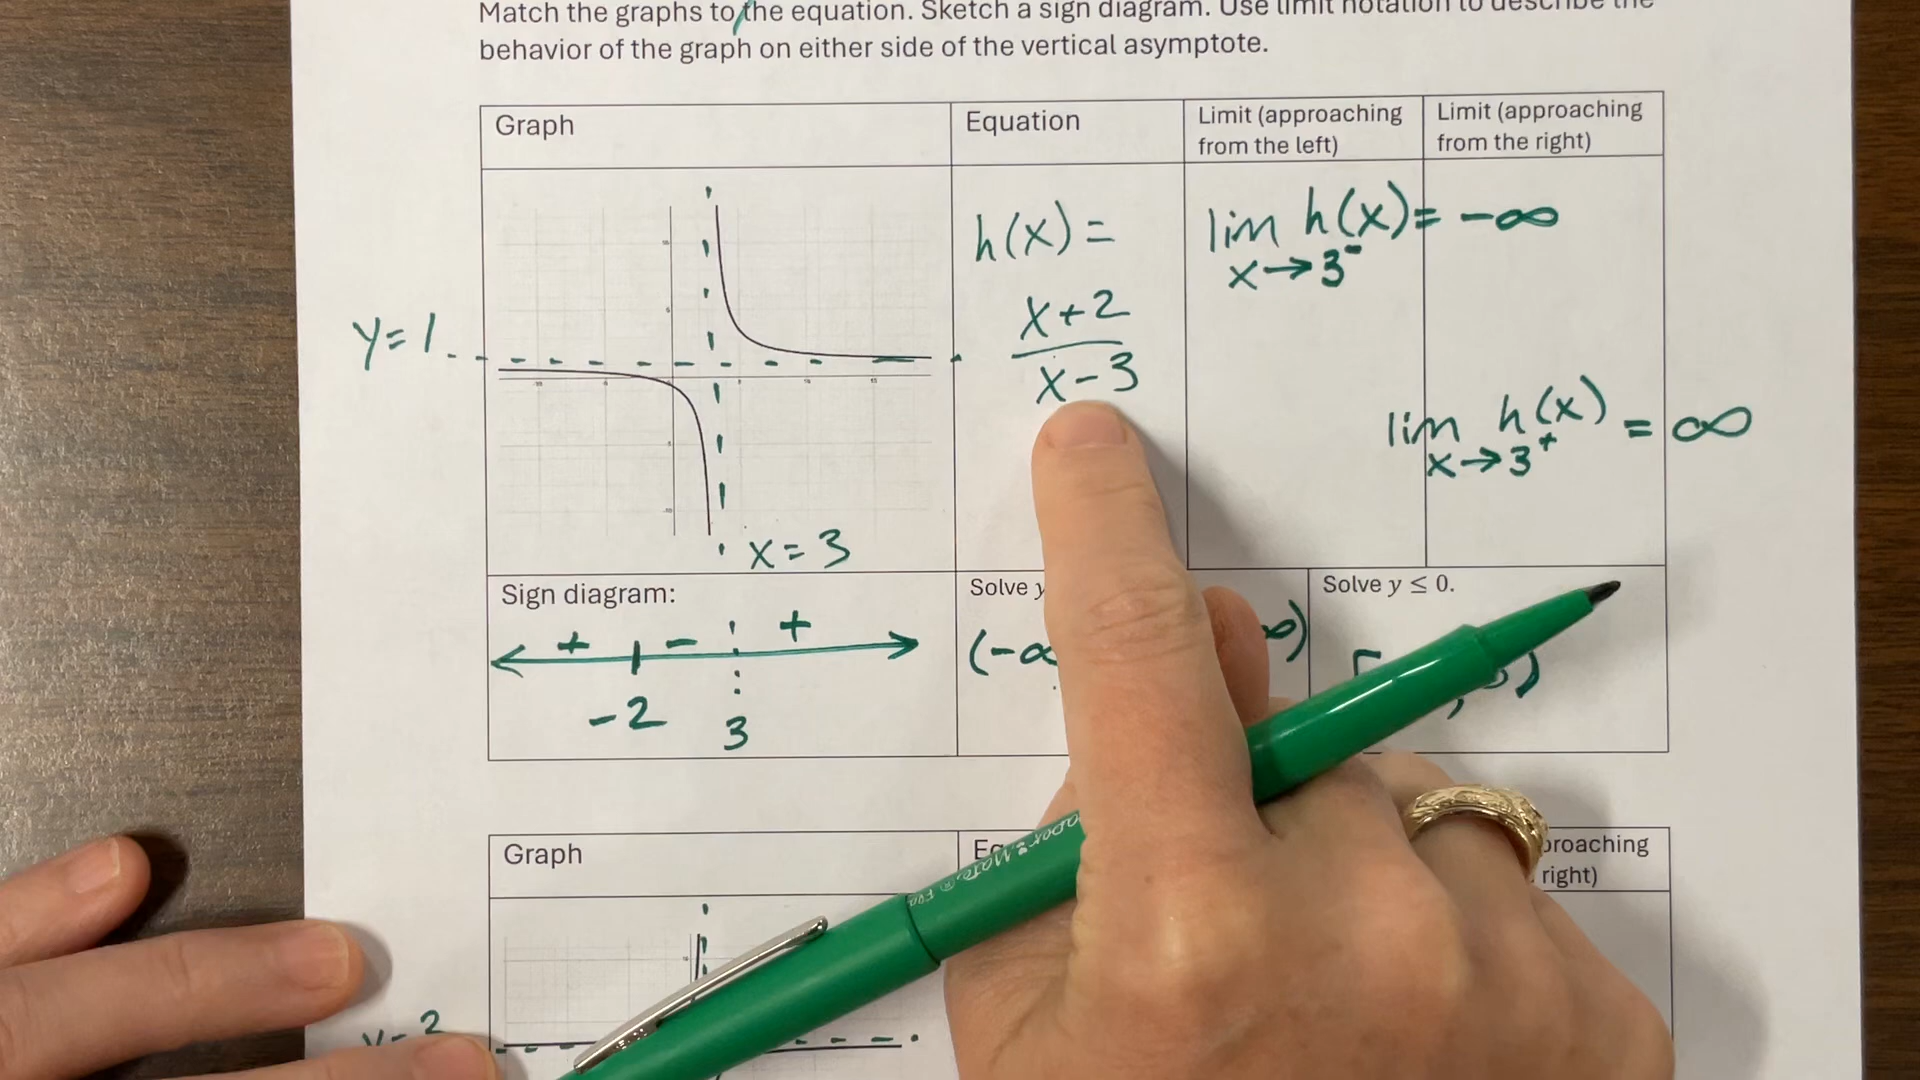 Match the graphs to the equation. Sketch a sign diagram. Use limit notation to describe the
behavior of the graph on either side of the vertical asymptote.
Graph
Equation
Limit (approaching
from the left)
Limit (approaching
from the right)
y=1
x=3
h(x)=
x+2
x-3
lim h(x)= -∞
x→3⁻
lim h(x) = ∞
x→3⁺
Sign diagram:
+ - +
-2 3
Solve y
(-∞ ∞)
Solve y ≤ 0.
[ , 3)
Graph
right)